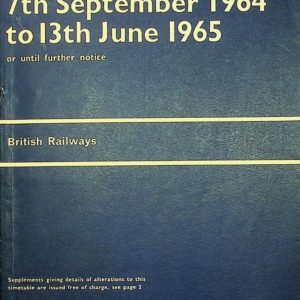 7th September 1964
to 13th June 1965
or until further notice
British Railways
Supplements giving details of alterations to this
timetable are issued free of charge, see page 2